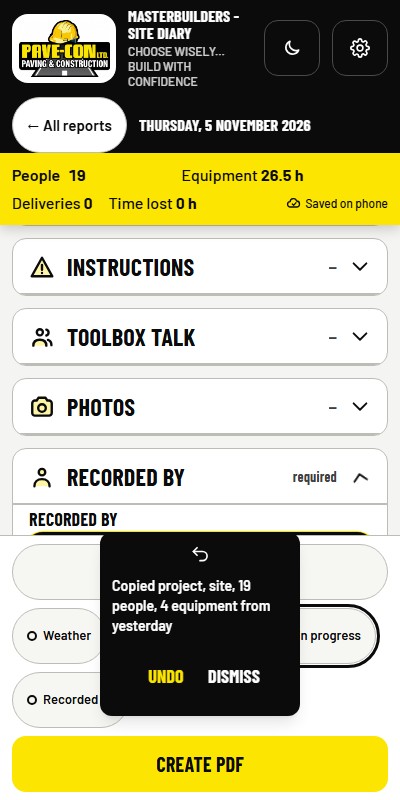 PAVE-CON LTD.
PAVING & CONSTRUCTION
MASTERBUILDERS -
SITE DIARY
CHOOSE WISELY...
BUILD WITH
CONFIDENCE
← All reports
THURSDAY, 5 NOVEMBER 2026
People 19
Equipment 26.5 h
Deliveries 0
Time lost 0 h
Saved on phone
INSTRUCTIONS
–
TOOLBOX TALK
–
PHOTOS
–
RECORDED BY
required
RECORDED BY
Copied project, site, 19
people, 4 equipment from
yesterday
UNDO
DISMISS
Weather
n progress
Recorded
CREATE PDF